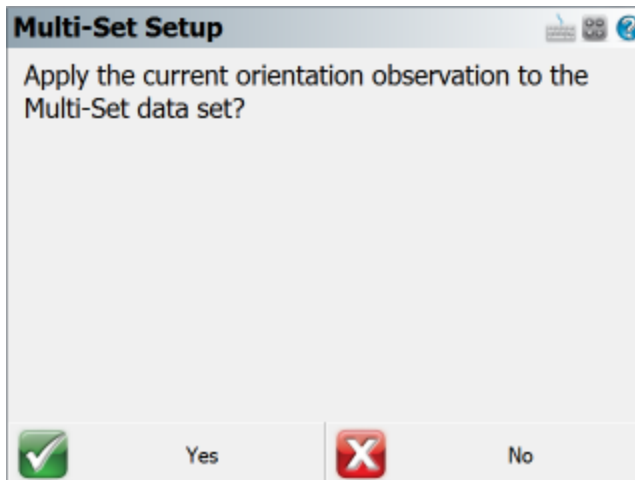 Multi-Set Setup
Apply the current orientation observation to the
Multi-Set data set?
Yes
No